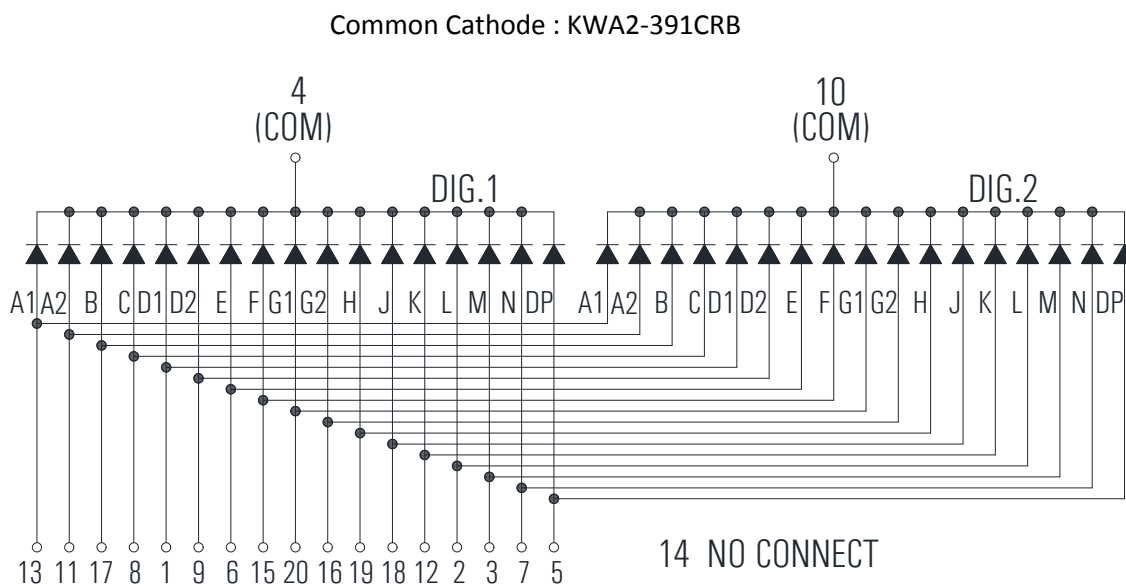 Common Cathode : KWA2-391CRB
4
(COM)
10
(COM)
DIG.1
DIG.2
A1 A2 B C D1 D2 E F G1 G2 H J K L M N DP
A1 A2 B C D1 D2 E F G1 G2 H J K L M N DP
13 11 17 8 1 9 6 15 20 16 19 18 12 2 3 7 5
14 NO CONNECT